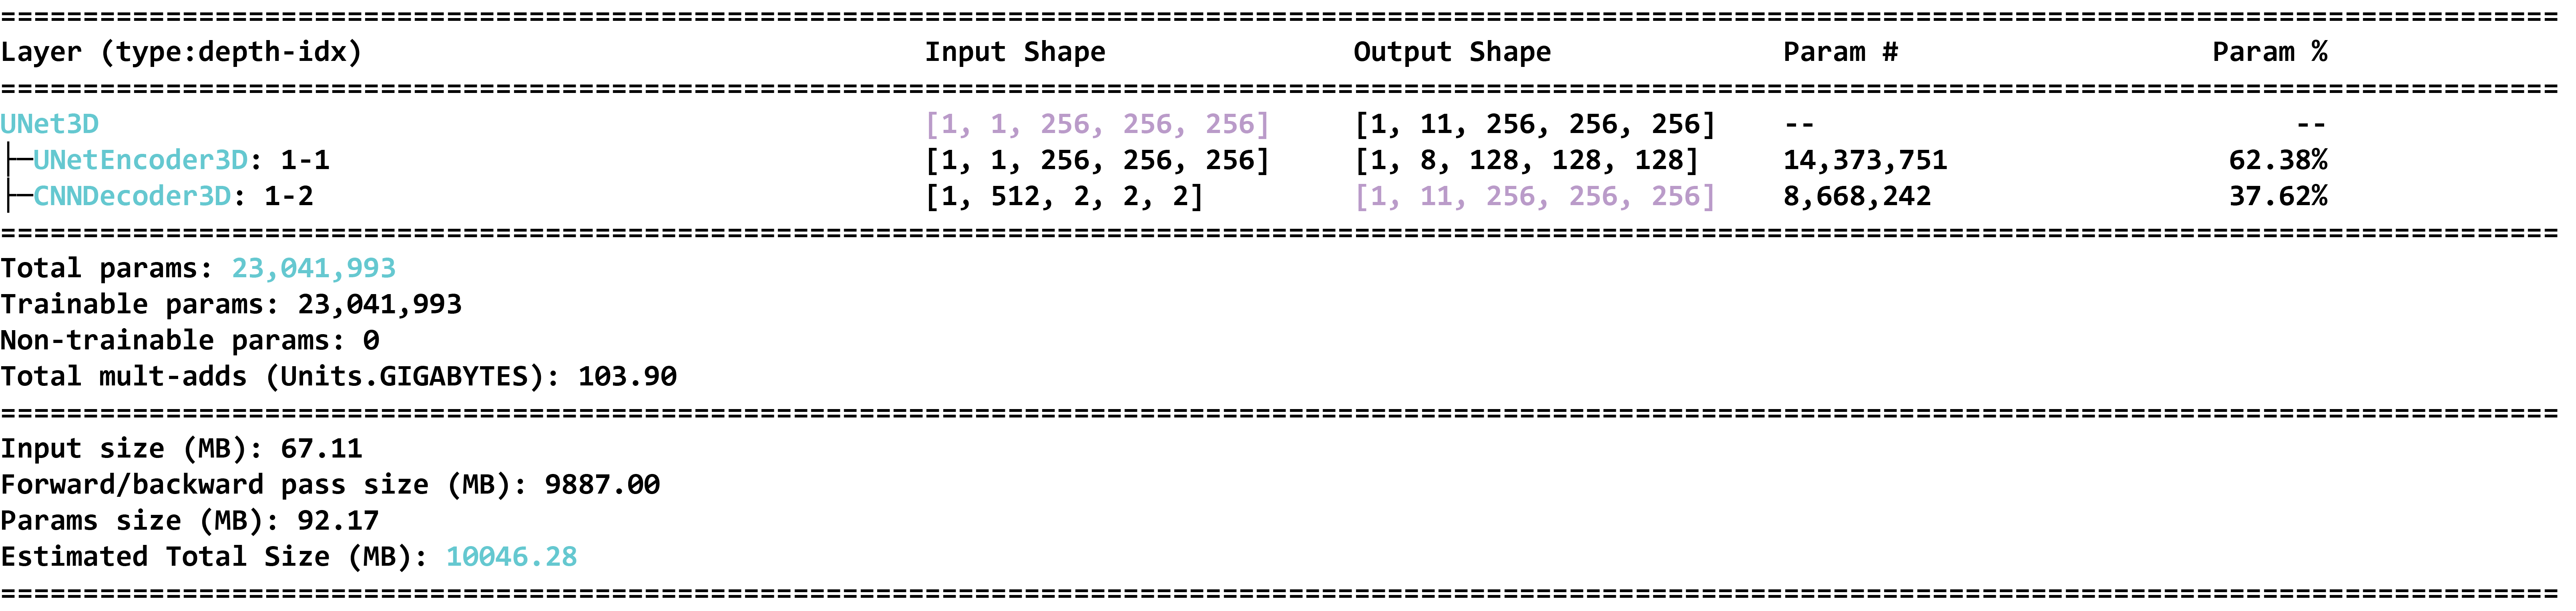 ====================================================================================================
Layer (type:depth-idx) Input Shape Output Shape Param # Param %
====================================================================================================
UNet3D [1, 1, 256, 256, 256] [1, 11, 256, 256, 256] -- --
├─UNetEncoder3D: 1-1 [1, 1, 256, 256, 256] [1, 8, 128, 128, 128] 14,373,751 62.38%
├─CNNDecoder3D: 1-2 [1, 512, 2, 2, 2] [1, 11, 256, 256, 256] 8,668,242 37.62%
====================================================================================================
Total params: 23,041,993
Trainable params: 23,041,993
Non-trainable params: 0
Total mult-adds (Units.GIGABYTES): 103.90
====================================================================================================
Input size (MB): 67.11
Forward/backward pass size (MB): 9887.00
Params size (MB): 92.17
Estimated Total Size (MB): 10046.28
====================================================================================================